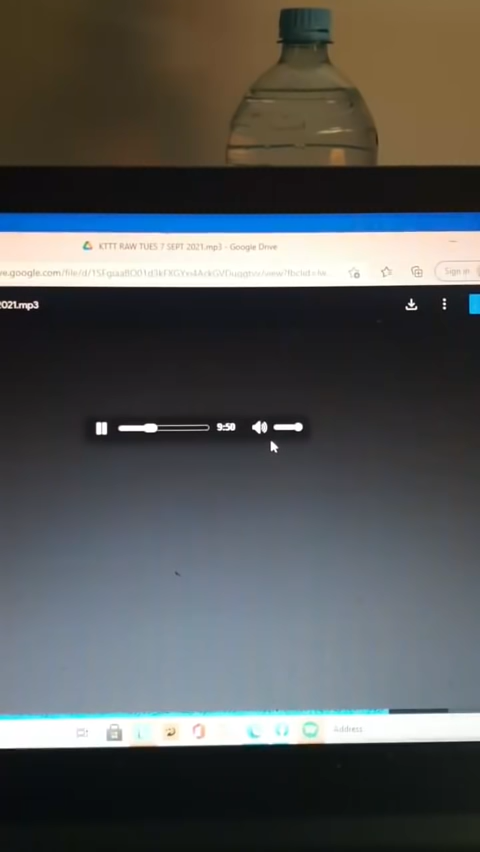 KTTT RAW TUES 7 SEPT 2021.mp3 - Google Drive
Sign in
2021.mp3
9:50
Address